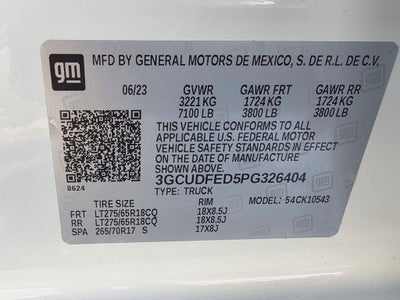 gm MFD BY GENERAL MOTORS DE MEXICO, S. DE R.L. DE C.V.
06/23 GVWR GAWR FRT GAWR RR
3221 KG 1724 KG 1724 KG
7100 LB 3800 LB 3800 LB
THIS VEHICLE CONFORMS TO ALL
APPLICABLE U.S. FEDERAL MOTOR
VEHICLE SAFETY STANDARDS IN
EFFECT ON THE DATE OF MANUFACTURE
SHOWN ABOVE.
3GCUDFED5PG326404
8624 TYPE: TRUCK MODEL: 54CK10543
TIRE SIZE RIM
FRT LT275/65R18CQ 18X8.5J
RR LT275/65R18CQ 18X8.5J
SPA 265/70R17 S 17X8J